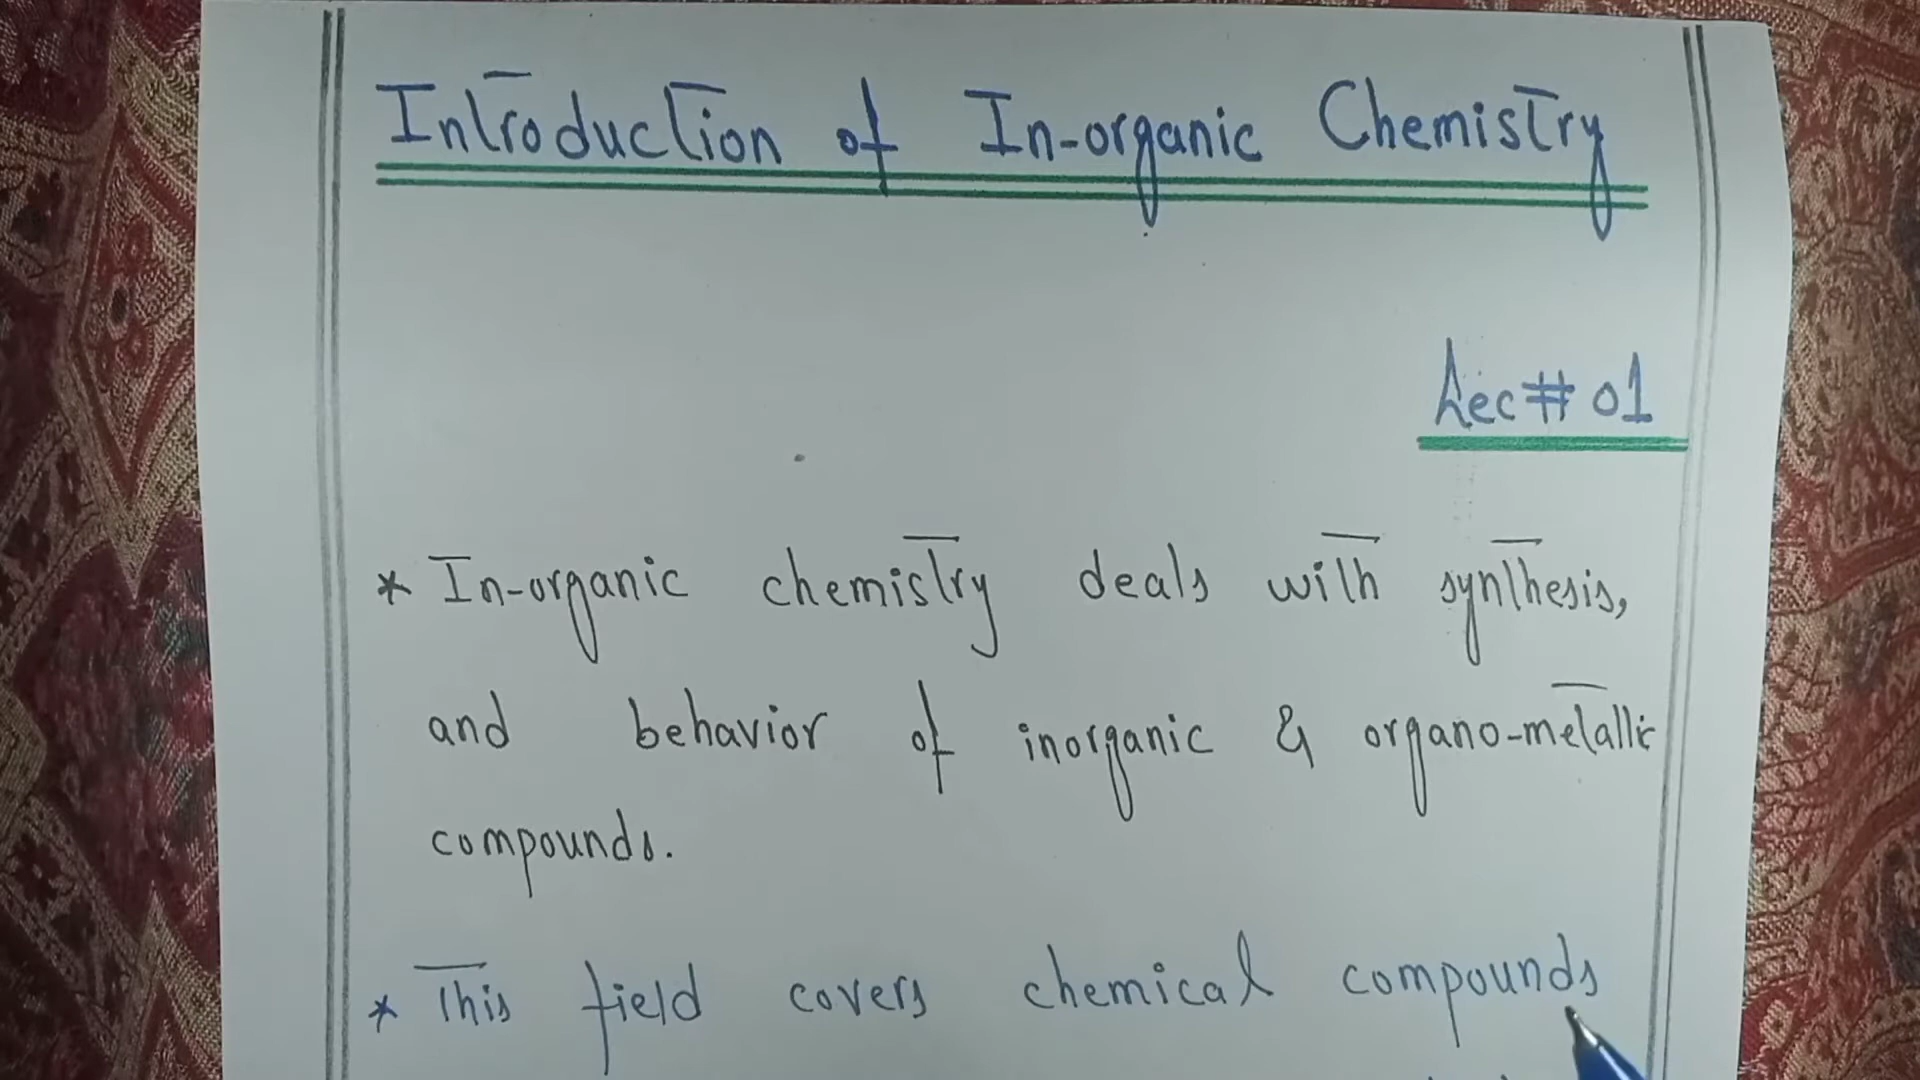 Introduction of In-organic Chemistry
Lec # 01
* In-organic chemistry deals with synthesis,
and behavior of inorganic & organo-metallic
compounds.
* This field covers chemical compounds